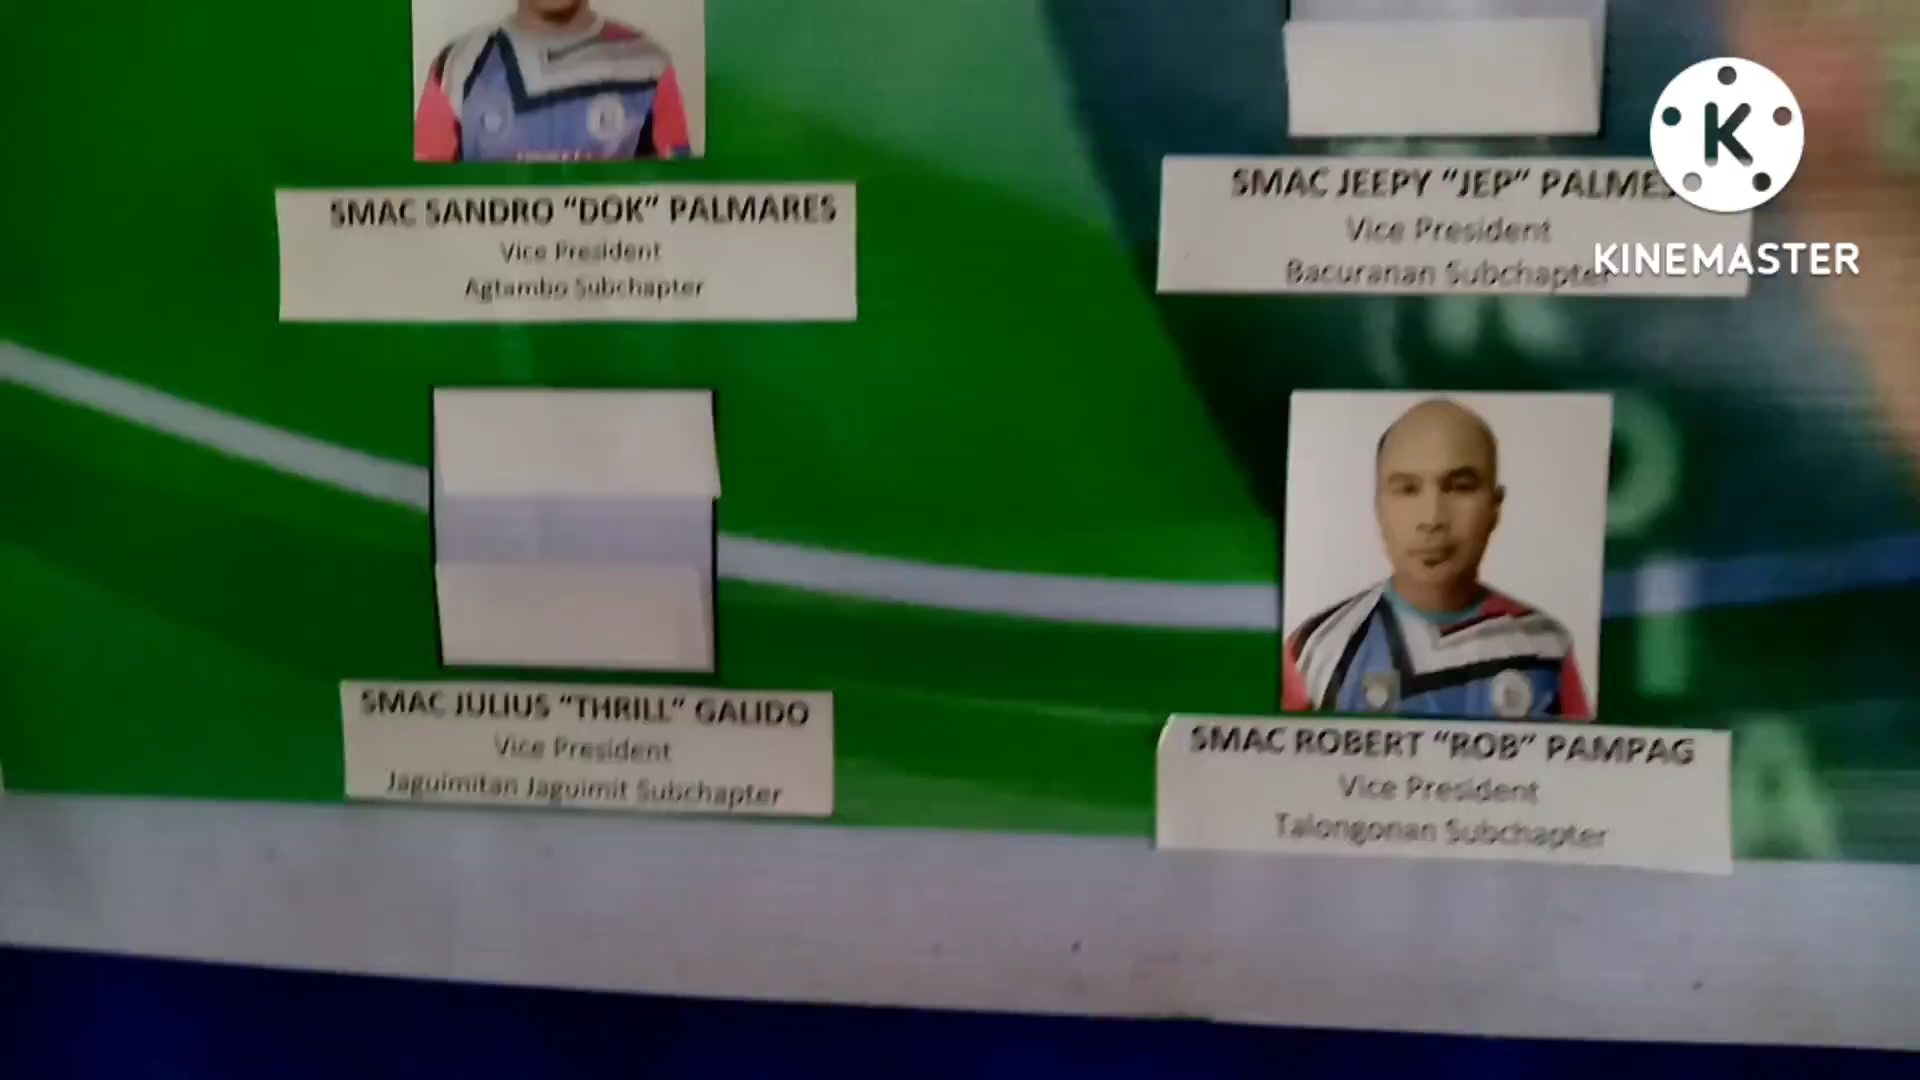 SMAC SANDRO “DOK” PALMARES
Vice President
Agtambo Subchapter
SMAC JEEPY “JEP” PALMES
Vice President
Bacuranan Subchapter
K
KINEMASTER
SMAC JULIUS “THRILL” GALIDO
Vice President
Jaguimitan Jaguimit Subchapter
SMAC ROBERT “ROB” PAMPAG
Vice President
Talongonan Subchapter